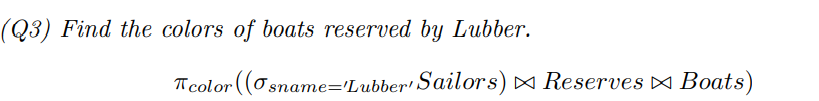 (Q3) Find the colors of boats reserved by Lubber.
π_color((σ_sname='Lubber' Sailors) ⋈ Reserves ⋈ Boats)